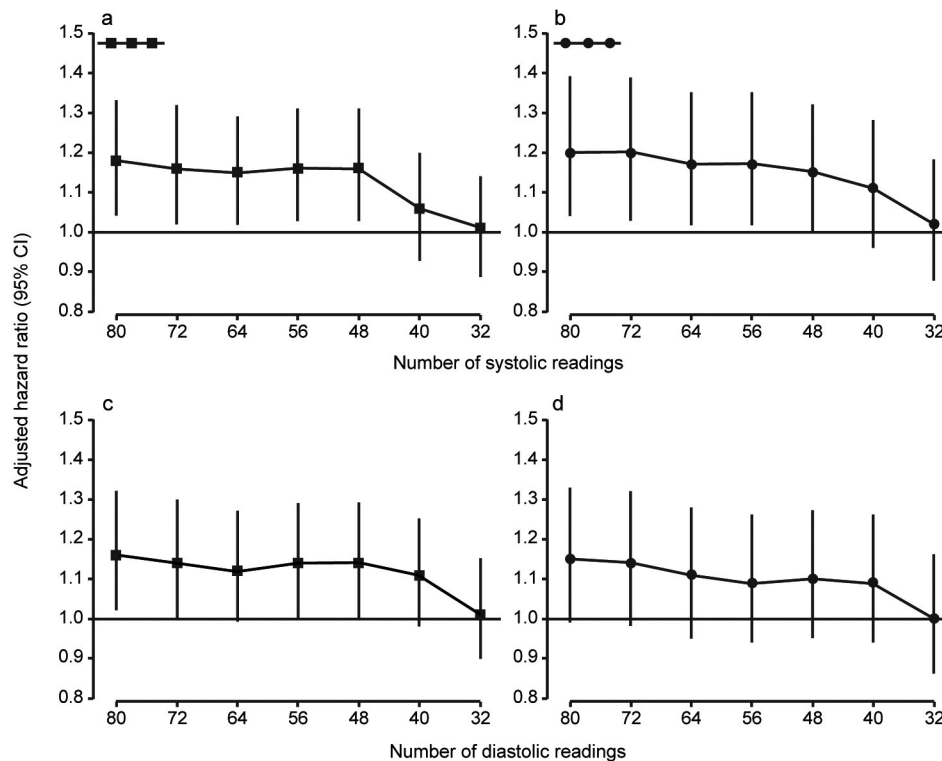 a
b
1.5
1.4
1.3
1.2
1.1
1.0
0.9
0.8
80 72 64 56 48 40 32
1.5
1.4
1.3
1.2
1.1
1.0
0.9
0.8
80 72 64 56 48 40 32
Number of systolic readings
Adjusted hazard ratio (95% CI)
c
d
1.5
1.4
1.3
1.2
1.1
1.0
0.9
0.8
80 72 64 56 48 40 32
1.5
1.4
1.3
1.2
1.1
1.0
0.9
0.8
80 72 64 56 48 40 32
Number of diastolic readings